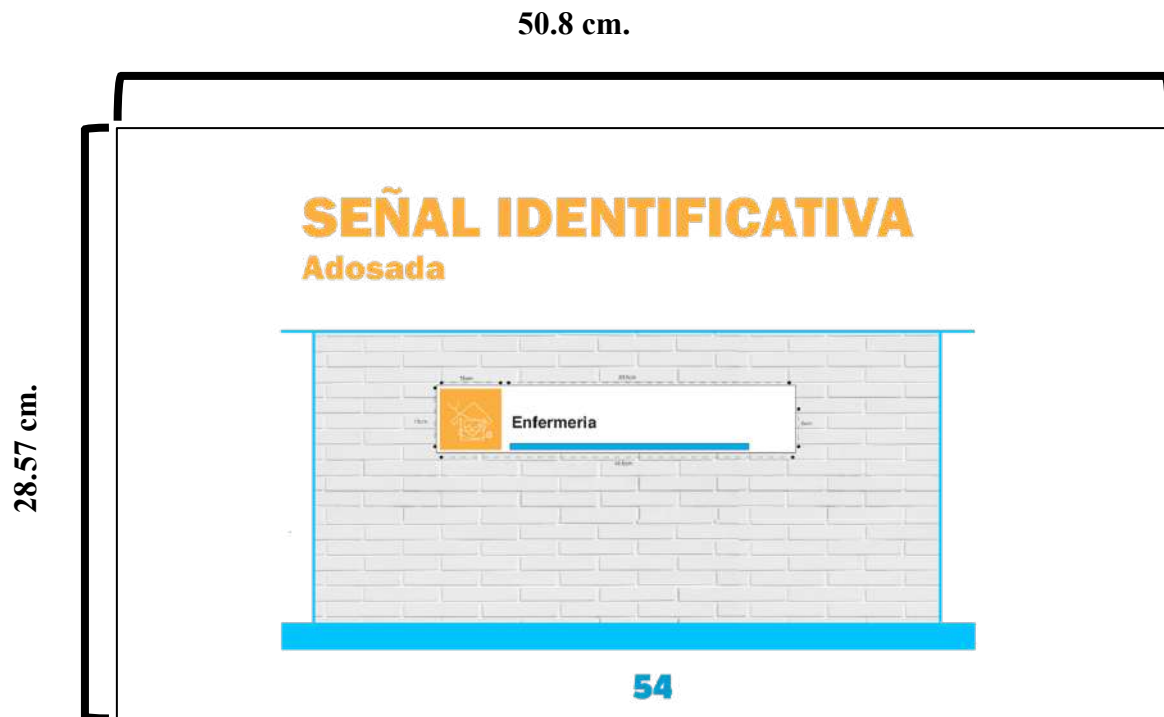 50.8 cm.
28.57 cm.
SEÑAL IDENTIFICATIVA
Adosada
Enfermeria
54